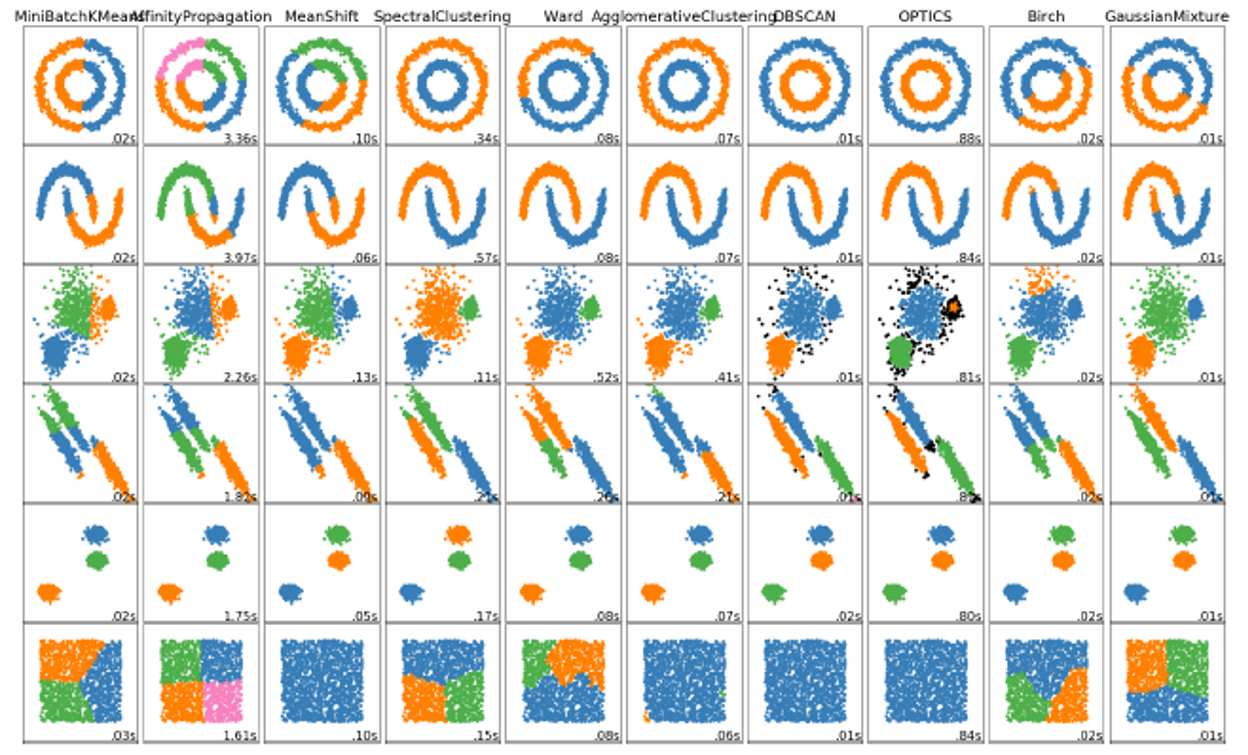 MiniBatchKMeans AffinityPropagation MeanShift SpectralClustering Ward AgglomerativeClustering DBSCAN OPTICS Birch GaussianMixture
.02s 3.36s .10s .34s .08s .07s .01s .88s .02s .01s
.02s 3.97s .06s .57s .08s .07s .01s .84s .02s .01s
.02s 2.26s .13s .11s .52s .41s .01s .81s .02s .01s
.02s 1.82s .09s .21s .26s .21s .01s .02s .01s
.02s 1.75s .05s .17s .08s .07s .02s .80s .02s .01s
.03s 1.61s .10s .15s .08s .06s .01s .84s .02s .01s